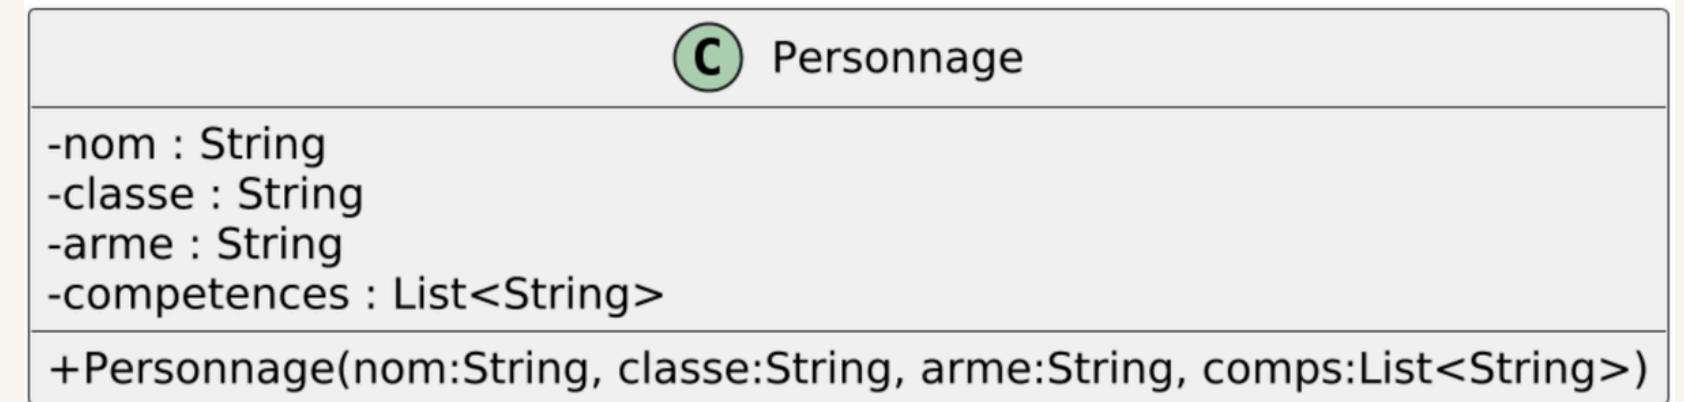 C Personnage
-nom : String
-classe : String
-arme : String
-competences : List<String>
+Personnage(nom:String, classe:String, arme:String, comps:List<String>)